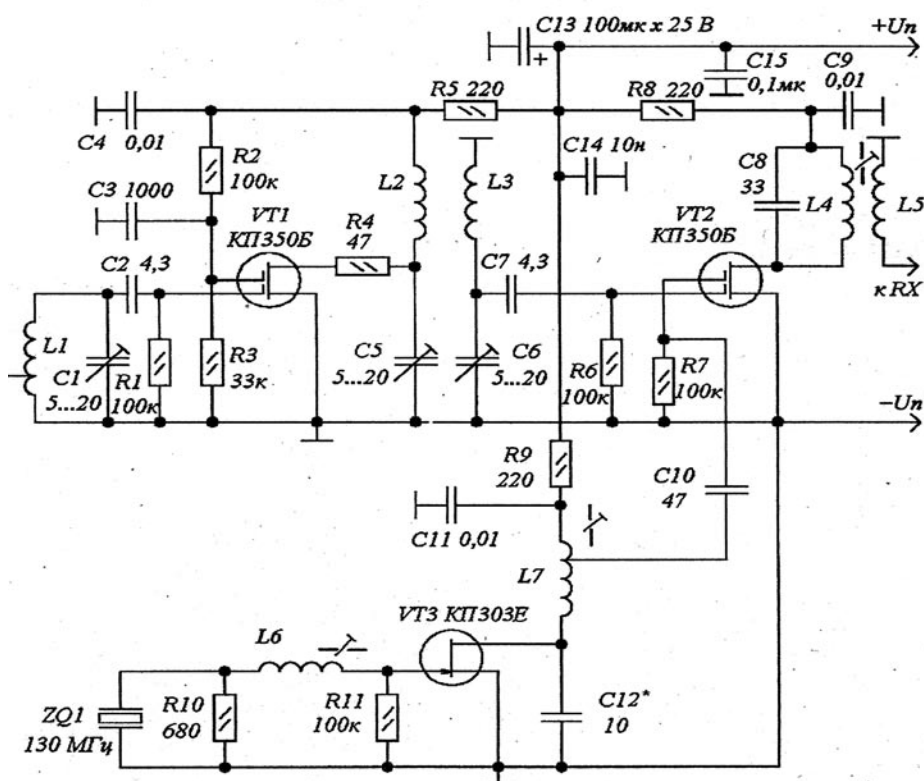 C13 100мк x 25 В
+
+Uп
C15
0,1мк
C9
0,01
R5 220
R8 220
C4 0,01
R2
100к
C14 10н
C8
33
L2
L3
L4
L5
C3 1000
VT1
КП350Б
R4
47
VT2
КП350Б
C2 4,3
C7 4,3
к RX
L1
C1
5...20
R1
100к
R3
33к
C5
5...20
C6
5...20
R6
100к
R7
100к
−Uп
R9
220
C10
47
C11 0,01
L7
VT3 КП303Е
L6
ZQ1
130 МГц
R10
680
R11
100к
C12*
10